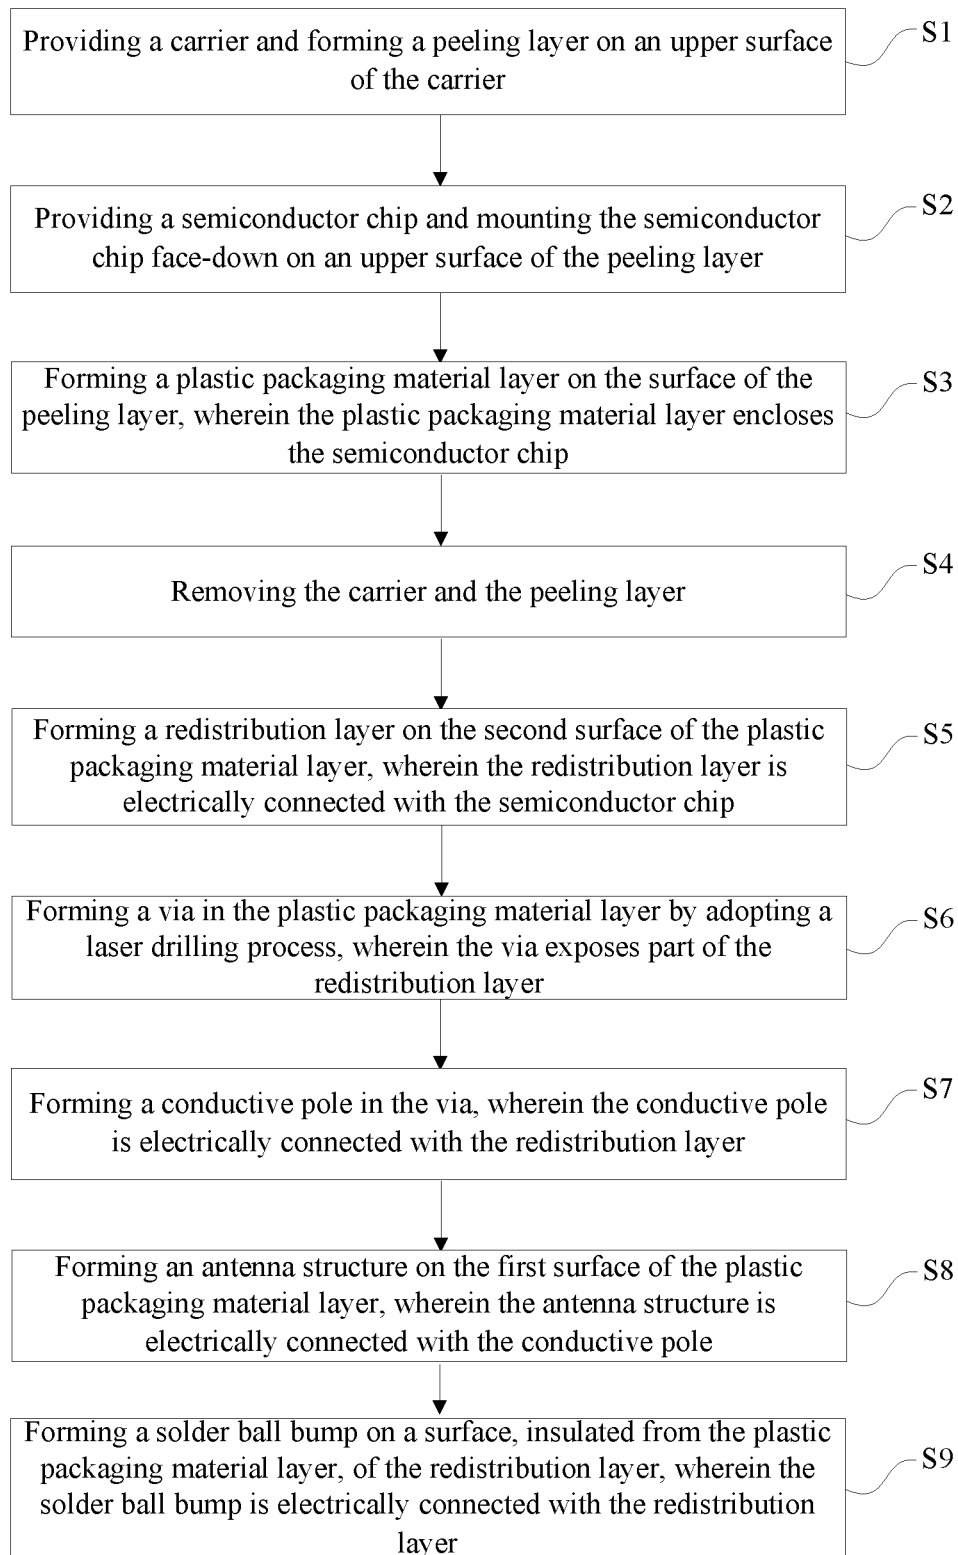 Providing a carrier and forming a peeling layer on an upper surface
of the carrier
S1
Providing a semiconductor chip and mounting the semiconductor
chip face-down on an upper surface of the peeling layer
S2
Forming a plastic packaging material layer on the surface of the
peeling layer, wherein the plastic packaging material layer encloses
the semiconductor chip
S3
Removing the carrier and the peeling layer
S4
Forming a redistribution layer on the second surface of the plastic
packaging material layer, wherein the redistribution layer is
electrically connected with the semiconductor chip
S5
Forming a via in the plastic packaging material layer by adopting a
laser drilling process, wherein the via exposes part of the
redistribution layer
S6
Forming a conductive pole in the via, wherein the conductive pole
is electrically connected with the redistribution layer
S7
Forming an antenna structure on the first surface of the plastic
packaging material layer, wherein the antenna structure is
electrically connected with the conductive pole
S8
Forming a solder ball bump on a surface, insulated from the plastic
packaging material layer, of the redistribution layer, wherein the
solder ball bump is electrically connected with the redistribution
layer
S9